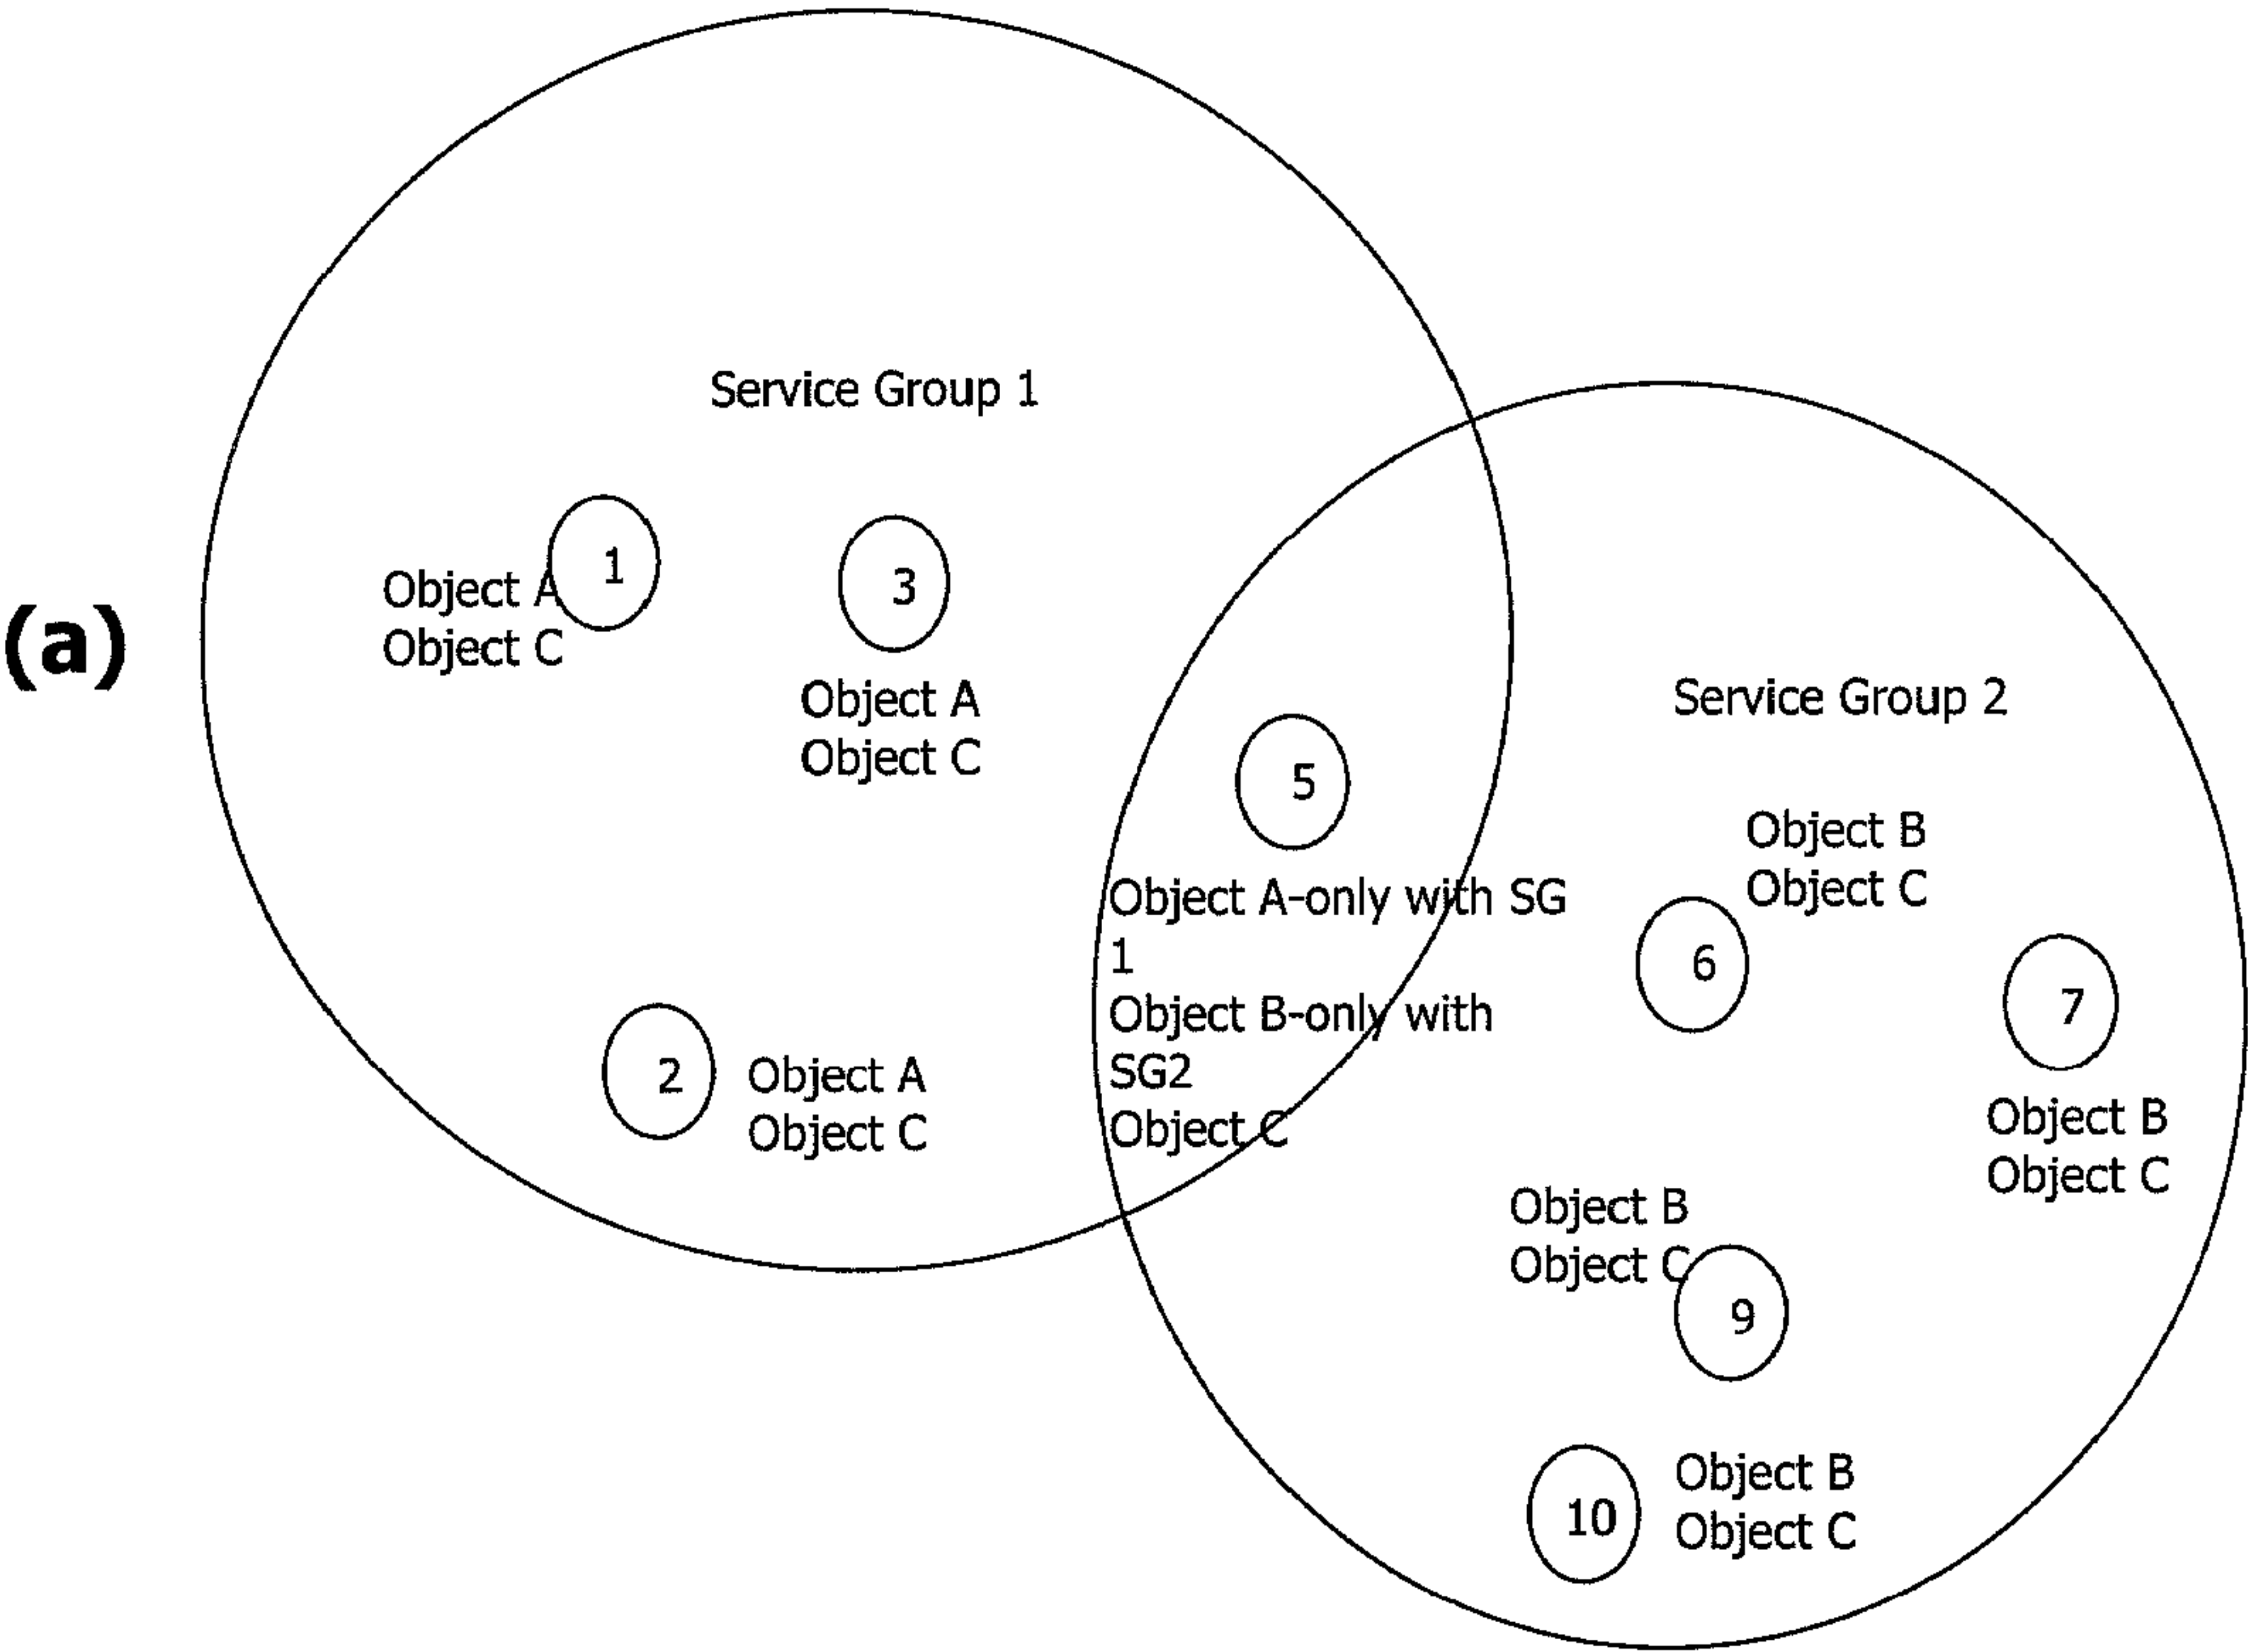 Service Group 1
1
3
Object A
Object C
(a)
Object A
Object C
Service Group 2
5
Object B
Object C
Object A-only with SG
1
Object B-only with
SG2
Object C
6
7
2
Object A
Object C
Object B
Object C
Object B
Object C
9
10
Object B
Object C